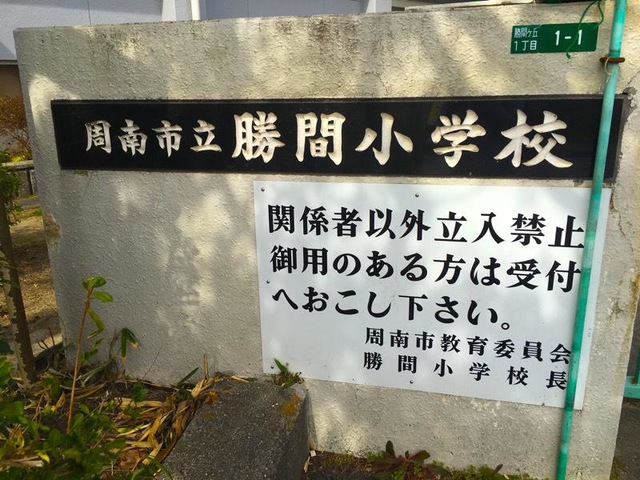 勝間ヶ丘
1丁目 1-1
周南市立勝間小学校
関係者以外立入禁止
御用のある方は受付
へおこし下さい。
周南市教育委員会
勝間小学校長